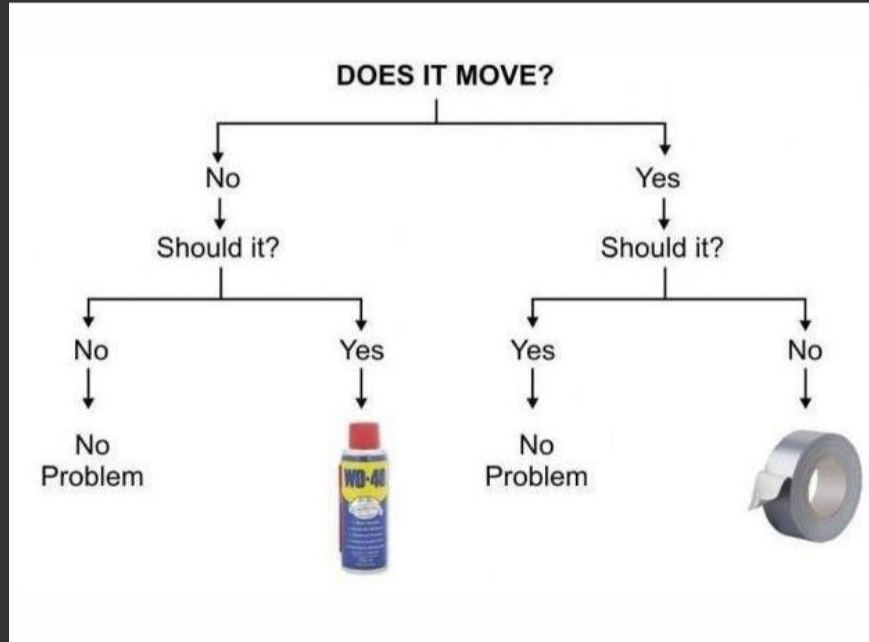 DOES IT MOVE?
No
Yes
Should it?
Should it?
No
Yes
Yes
No
No
Problem
WD-40
No
Problem